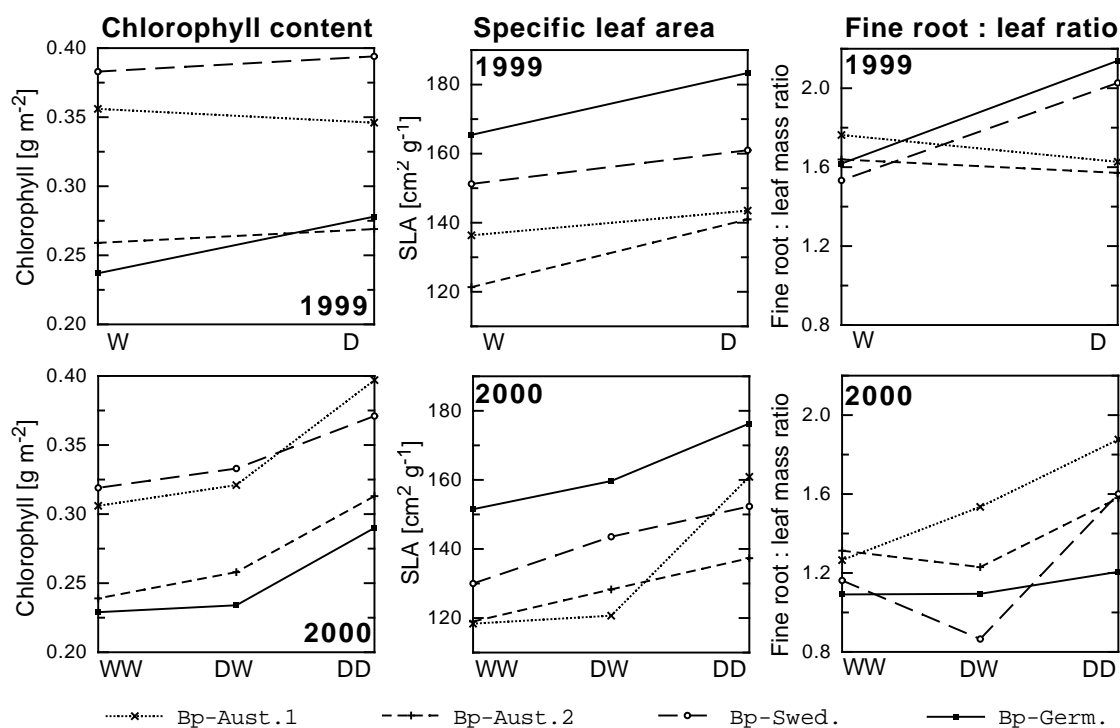 Chlorophyll content
Specific leaf area
Fine root : leaf ratio
Chlorophyll [g m-2]
0.40
0.35
0.30
0.25
0.20
1999
W D
SLA [cm2 g-1]
180
160
140
120
1999
W D
Fine root : leaf mass ratio
2.0
1.6
1.2
0.8
1999
W D
Chlorophyll [g m-2]
0.40
0.35
0.30
0.25
0.20
2000
WW DW DD
SLA [cm2 g-1]
180
160
140
120
2000
WW DW DD
Fine root : leaf mass ratio
2.0
1.6
1.2
0.8
2000
WW DW DD
Bp-Aust.1 Bp-Aust.2 Bp-Swed. Bp-Germ.